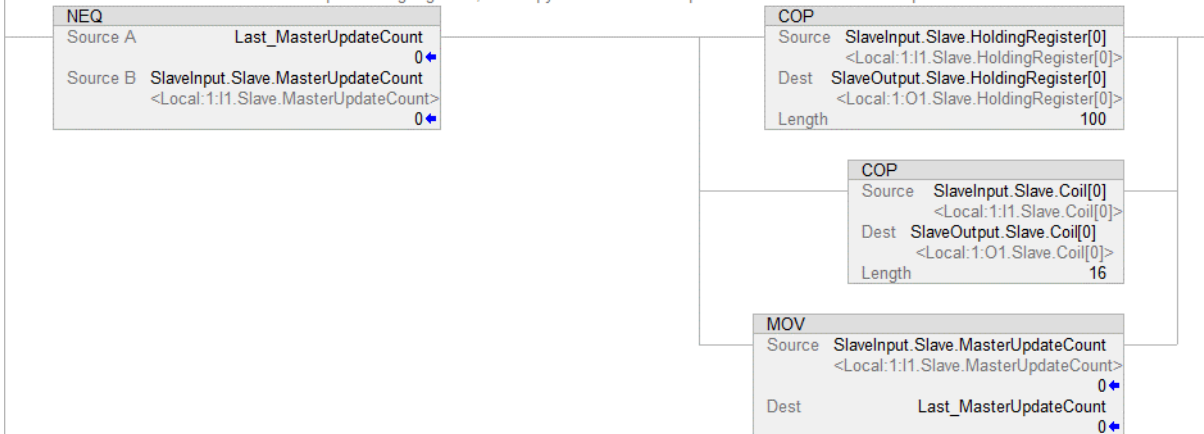 NEQ
Source A Last_MasterUpdateCount
0
Source B SlaveInput.Slave.MasterUpdateCount
<Local:1:I1.Slave.MasterUpdateCount>
0
COP
Source SlaveInput.Slave.HoldingRegister[0]
<Local:1:I1.Slave.HoldingRegister[0]>
Dest SlaveOutput.Slave.HoldingRegister[0]
<Local:1:O1.Slave.HoldingRegister[0]>
Length 100
COP
Source SlaveInput.Slave.Coil[0]
<Local:1:I1.Slave.Coil[0]>
Dest SlaveOutput.Slave.Coil[0]
<Local:1:O1.Slave.Coil[0]>
Length 16
MOV
Source SlaveInput.Slave.MasterUpdateCount
<Local:1:I1.Slave.MasterUpdateCount>
0
Dest Last_MasterUpdateCount
0